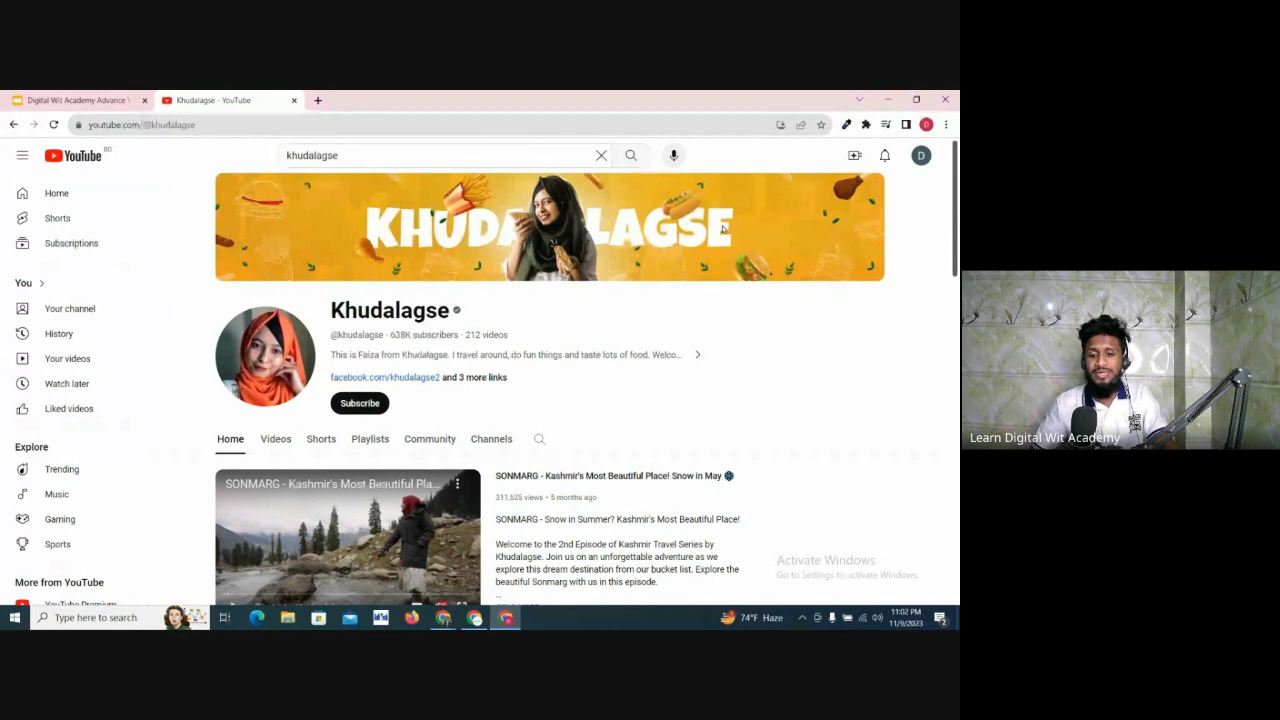 Digital Wit Academy Advance
Khudalagse - YouTube
youtube.com/@khudalagse
YouTube BD
khudalagse
D
Home
Shorts
Subscriptions
You
Your channel
History
Your videos
Watch later
Liked videos
Explore
Trending
Music
Gaming
Sports
More from YouTube
YouTube Premium
KHUDALAGSE
Khudalagse
@khudalagse · 638K subscribers · 212 videos
This is Faiza from Khudalagse. I travel around, do fun things and taste lots of food. Welco...
facebook.com/khudalagse2 and 3 more links
Subscribe
Home Videos Shorts Playlists Community Channels
SONMARG - Kashmir's Most Beautiful Pla...
SONMARG - Kashmir's Most Beautiful Place! Snow in May
311,525 views • 5 months ago
SONMARG - Snow in Summer? Kashmir's Most Beautiful Place!
Welcome to the 2nd Episode of Kashmir Travel Series by
Khudalagse. Join us on an unforgettable adventure as we
explore this dream destination from our bucket list. Explore the
beautiful Sonmarg with us in this episode.
...
Activate Windows
Go to Settings to activate Windows.
Type here to search
74°F Haze
11:02 PM
11/9/2023
2
Learn Digital Wit Academy